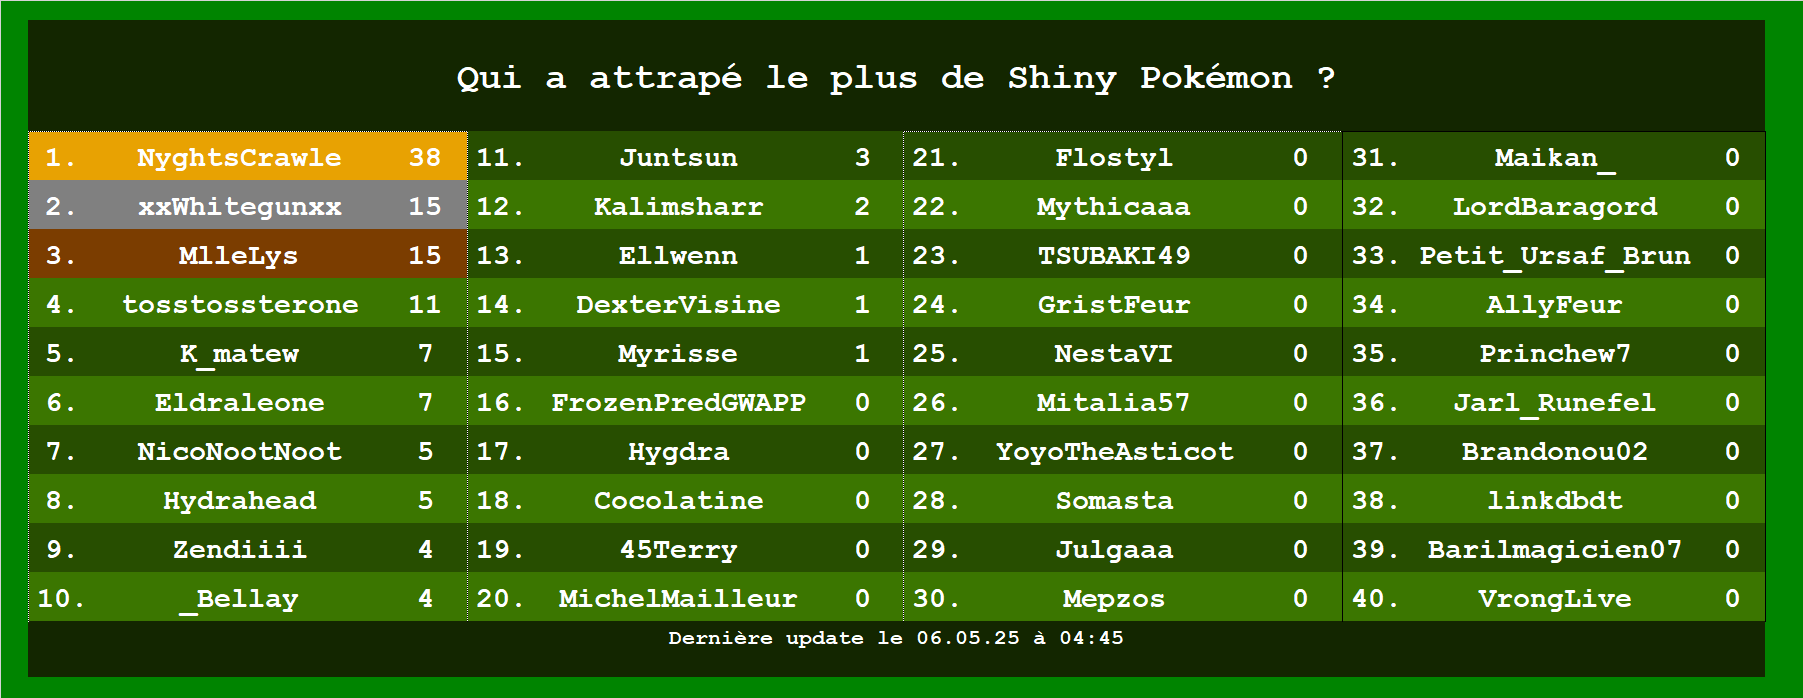 Qui a attrapé le plus de Shiny Pokémon ?
1. NyghtsCrawle 38 11. Juntsun 3 21. Flostyl 0 31. Maikan_ 0
2. xxWhitegunxx 15 12. Kalimsharr 2 22. Mythicaaa 0 32. LordBaragord 0
3. MlleLys 15 13. Ellwenn 1 23. TSUBAKI49 0 33. Petit_Ursaf_Brun 0
4. tosstossterone 11 14. DexterVisine 1 24. GristFeur 0 34. AllyFeur 0
5. K_matew 7 15. Myrisse 1 25. NestaVI 0 35. Princhew7 0
6. Eldraleone 7 16. FrozenPredGWAPP 0 26. Mitalia57 0 36. Jarl_Runefel 0
7. NicoNootNoot 5 17. Hygdra 0 27. YoyoTheAsticot 0 37. Brandonou02 0
8. Hydrahead 5 18. Cocolatine 0 28. Somasta 0 38. linkdbdt 0
9. Zendiiii 4 19. 45Terry 0 29. Julgaaa 0 39. Barilmagicien07 0
10. _Bellay 4 20. MichelMailleur 0 30. Mepzos 0 40. VrongLive 0
Dernière update le 06.05.25 à 04:45